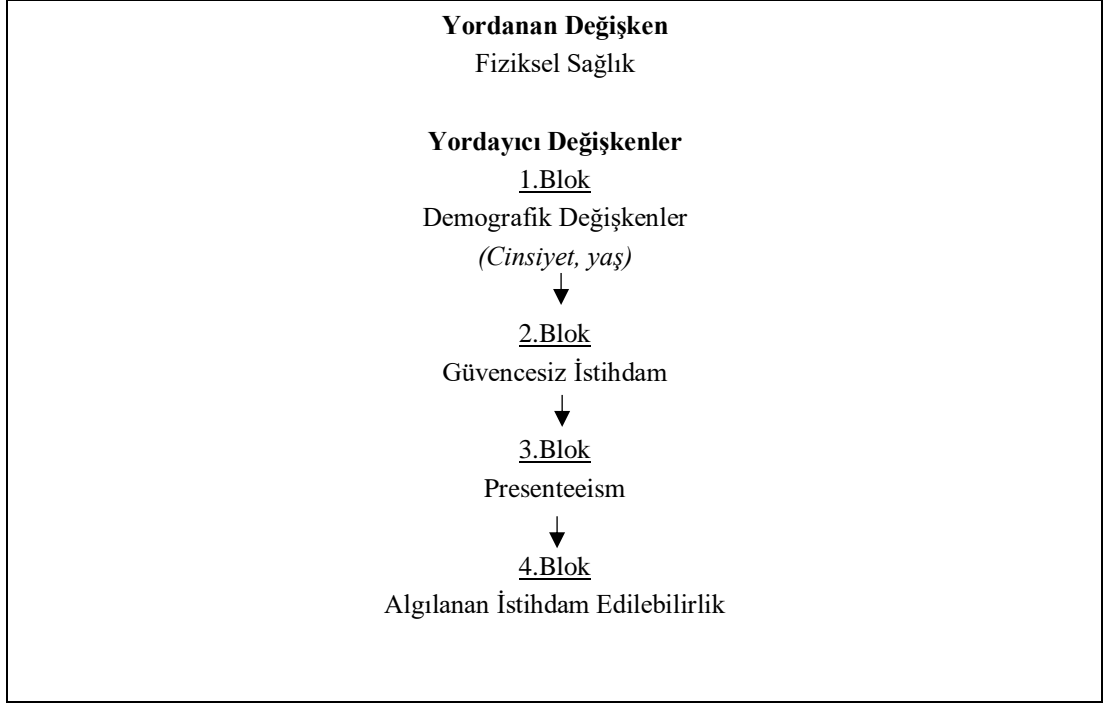 Yordanan Değişken
Fiziksel Sağlık
Yordayıcı Değişkenler
1.Blok
Demografik Değişkenler
(Cinsiyet, yaş)
2.Blok
Güvencesiz İstihdam
3.Blok
Presenteeism
4.Blok
Algılanan İstihdam Edilebilirlik